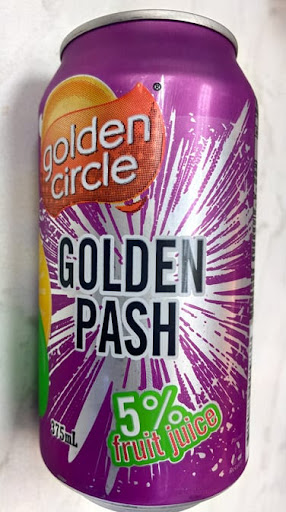 golden
circle
®
GOLDEN
PASH
5%
fruit juice
375mL